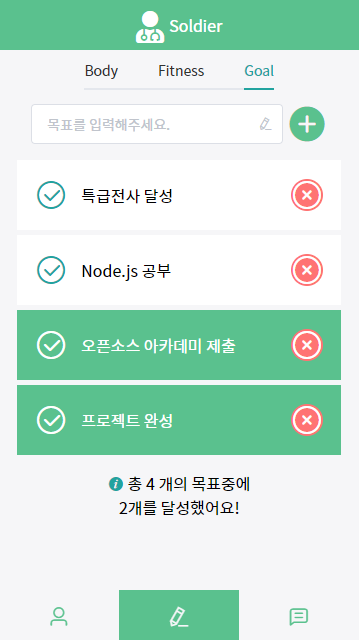 Soldier
Body Fitness Goal
목표를 입력해주세요.
특급전사 달성
Node.js 공부
오픈소스 아카데미 제출
프로젝트 완성
총 4 개의 목표중에
2개를 달성했어요!